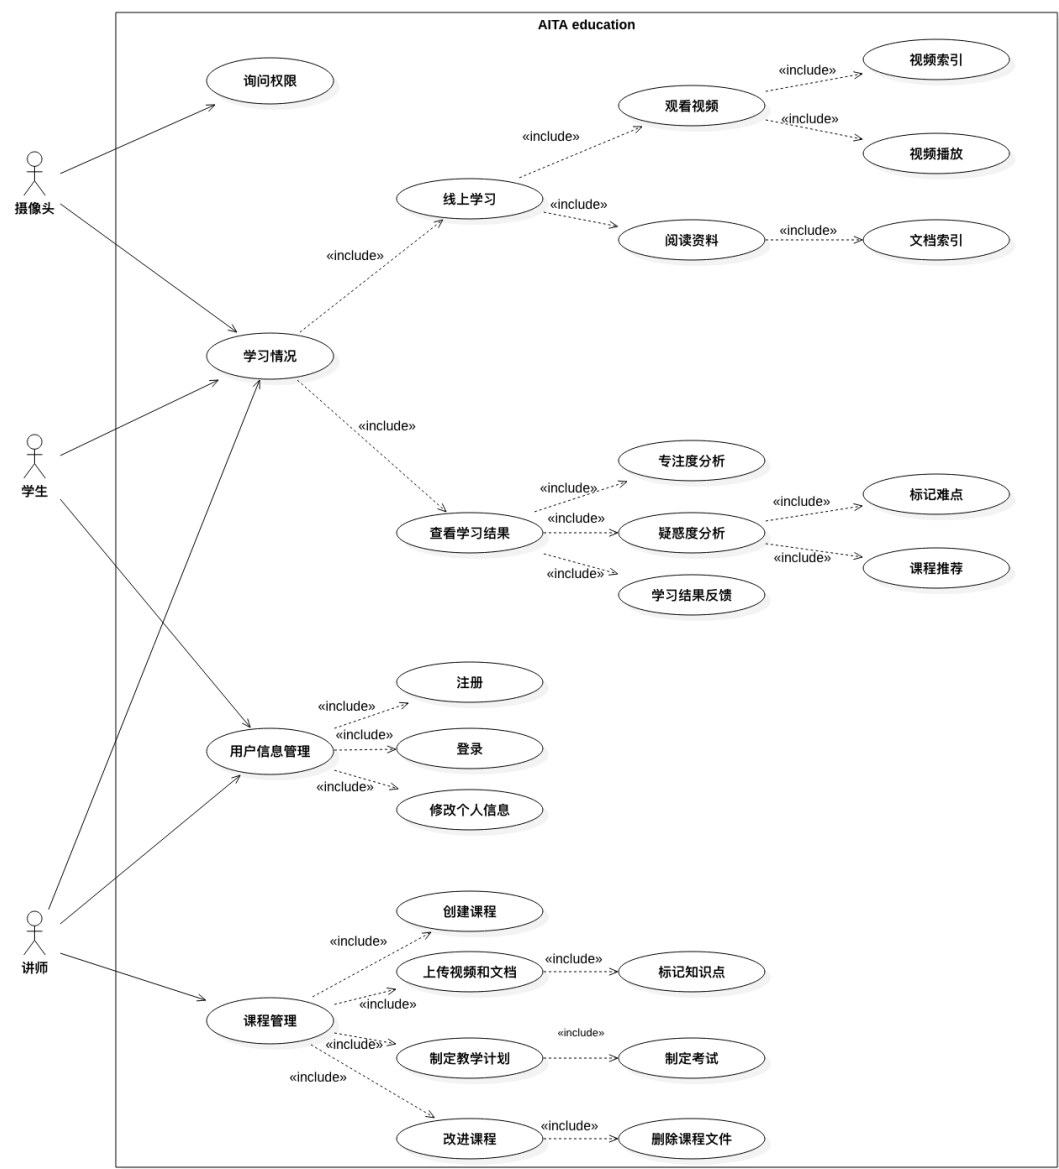 AITA education
询问权限
视频索引
«include»
观看视频
«include»
视频播放
«include»
摄像头
线上学习
«include»
阅读资料
«include»
文档索引
«include»
学习情况
«include»
学生
专注度分析
«include»
标记难点
«include»
查看学习结果
«include»
疑惑度分析
«include»
课程推荐
«include»
学习结果反馈
注册
«include»
用户信息管理
«include»
登录
«include»
修改个人信息
讲师
创建课程
«include»
上传视频和文档
«include»
标记知识点
«include»
课程管理
«include»
制定教学计划
«include»
制定考试
«include»
改进课程
«include»
删除课程文件